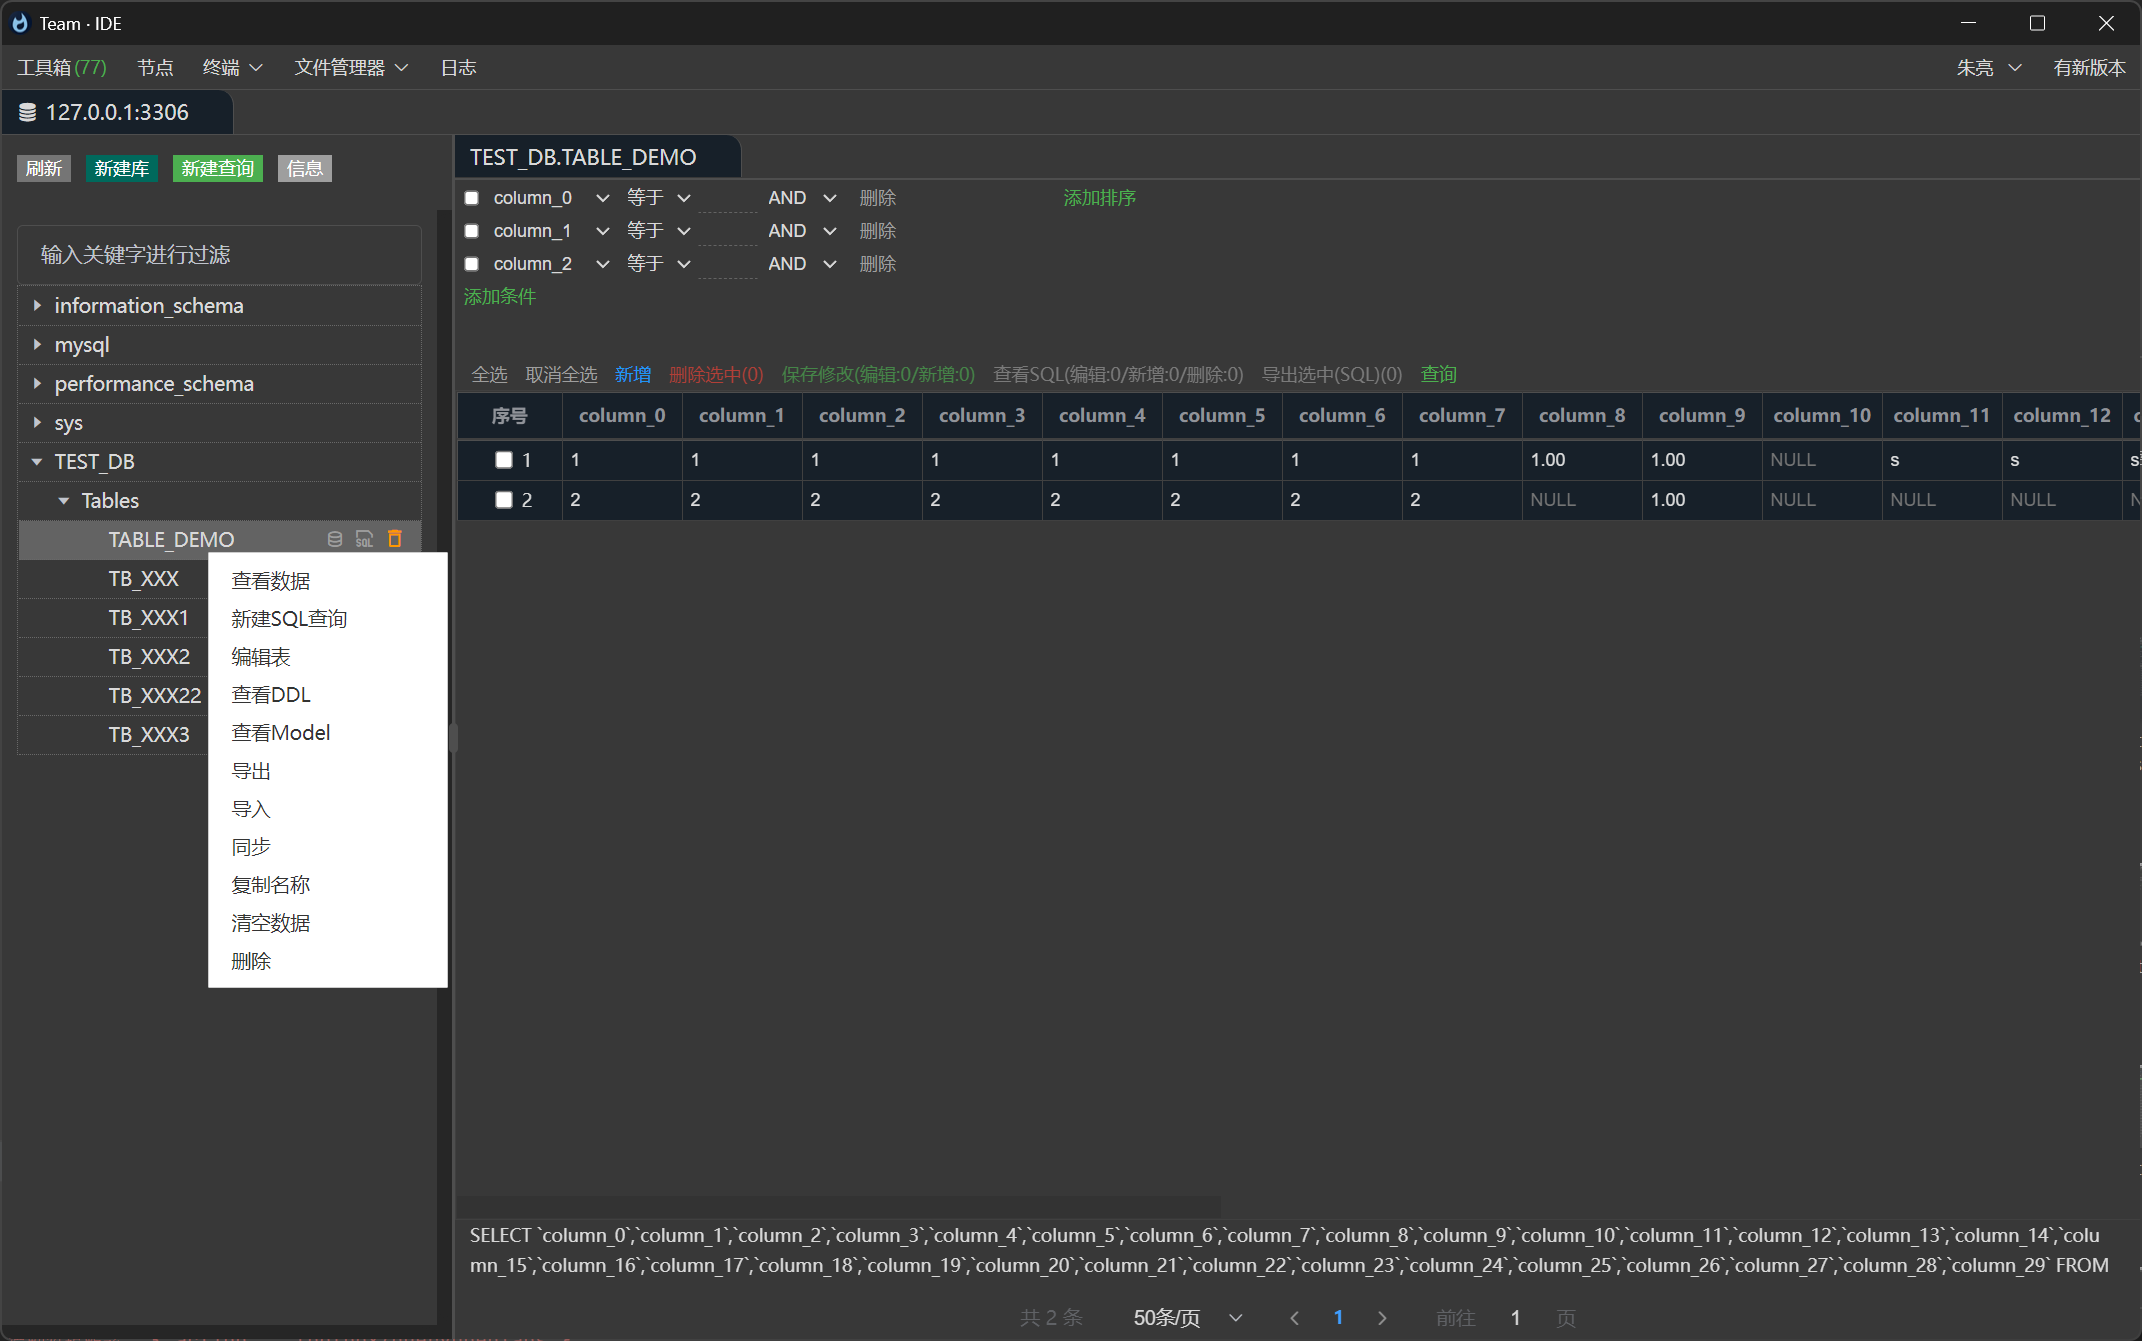 Team · IDE
工具箱(77) 节点 终端 文件管理器 日志 朱亮 有新版本
127.0.0.1:3306
刷新 新建库 新建查询 信息
输入关键字进行过滤
information_schema
mysql
performance_schema
sys
TEST_DB
Tables
TABLE_DEMO SQL
TB_XXX
TB_XXX1
TB_XXX2
TB_XXX22
TB_XXX3
查看数据
新建SQL查询
编辑表
查看DDL
查看Model
导出
导入
同步
复制名称
清空数据
删除
TEST_DB.TABLE_DEMO
column_0 等于 AND 删除 添加排序
column_1 等于 AND 删除
column_2 等于 AND 删除
添加条件
全选 取消全选 新增 删除选中(0) 保存修改(编辑:0/新增:0) 查看SQL(编辑:0/新增:0/删除:0) 导出选中(SQL)(0) 查询
序号 column_0 column_1 column_2 column_3 column_4 column_5 column_6 column_7 column_8 column_9 column_10 column_11 column_12 c
1 1 1 1 1 1 1 1 1 1.00 1.00 NULL s s s
2 2 2 2 2 2 2 2 2 NULL 1.00 NULL NULL NULL N
SELECT `column_0`,`column_1`,`column_2`,`column_3`,`column_4`,`column_5`,`column_6`,`column_7`,`column_8`,`column_9`,`column_10`,`column_11`,`column_12`,`column_13`,`column_14`,`colu
mn_15`,`column_16`,`column_17`,`column_18`,`column_19`,`column_20`,`column_21`,`column_22`,`column_23`,`column_24`,`column_25`,`column_26`,`column_27`,`column_28`,`column_29` FROM
共 2 条 50条/页 1 前往 1 页